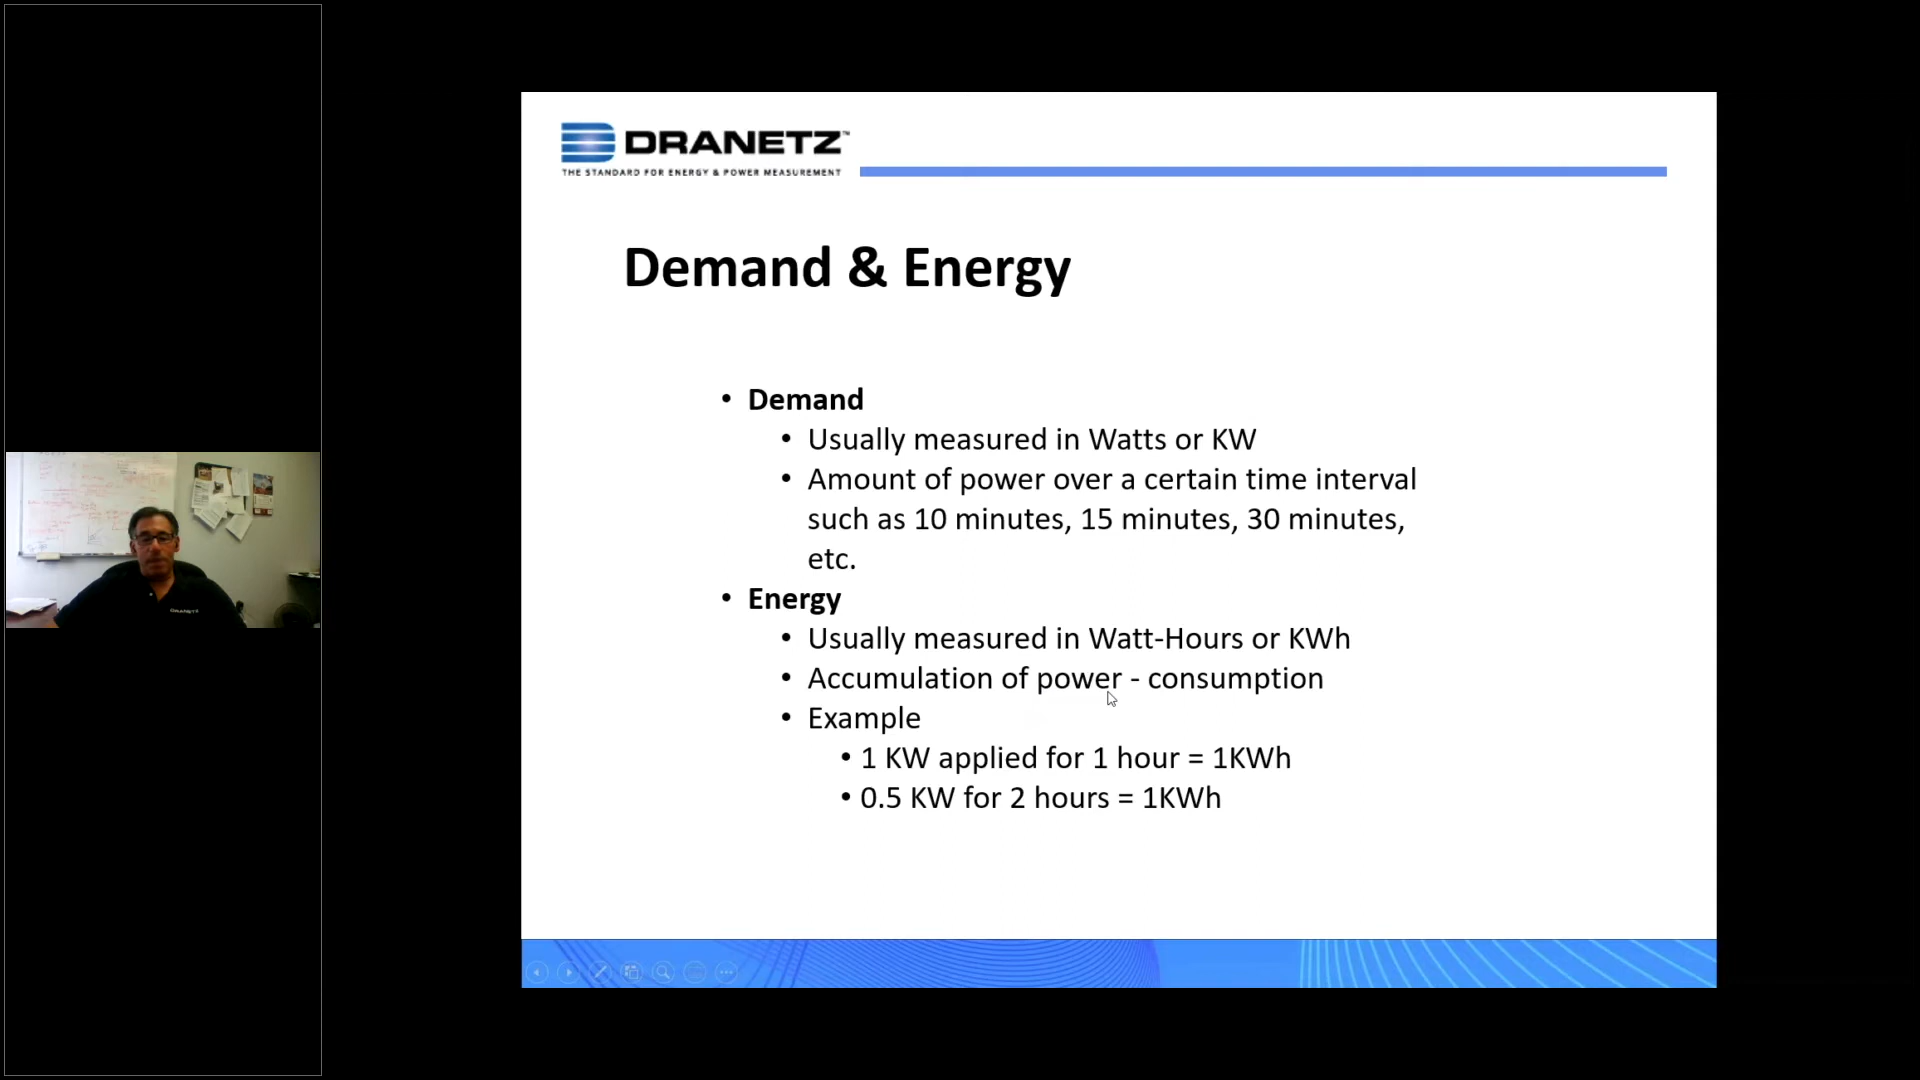 DRANETZ™
THE STANDARD FOR ENERGY & POWER MEASUREMENT
Demand & Energy
• Demand
• Usually measured in Watts or KW
• Amount of power over a certain time interval
such as 10 minutes, 15 minutes, 30 minutes,
etc.
• Energy
• Usually measured in Watt-Hours or KWh
• Accumulation of power - consumption
• Example
• 1 KW applied for 1 hour = 1KWh
• 0.5 KW for 2 hours = 1KWh
DRANETZ